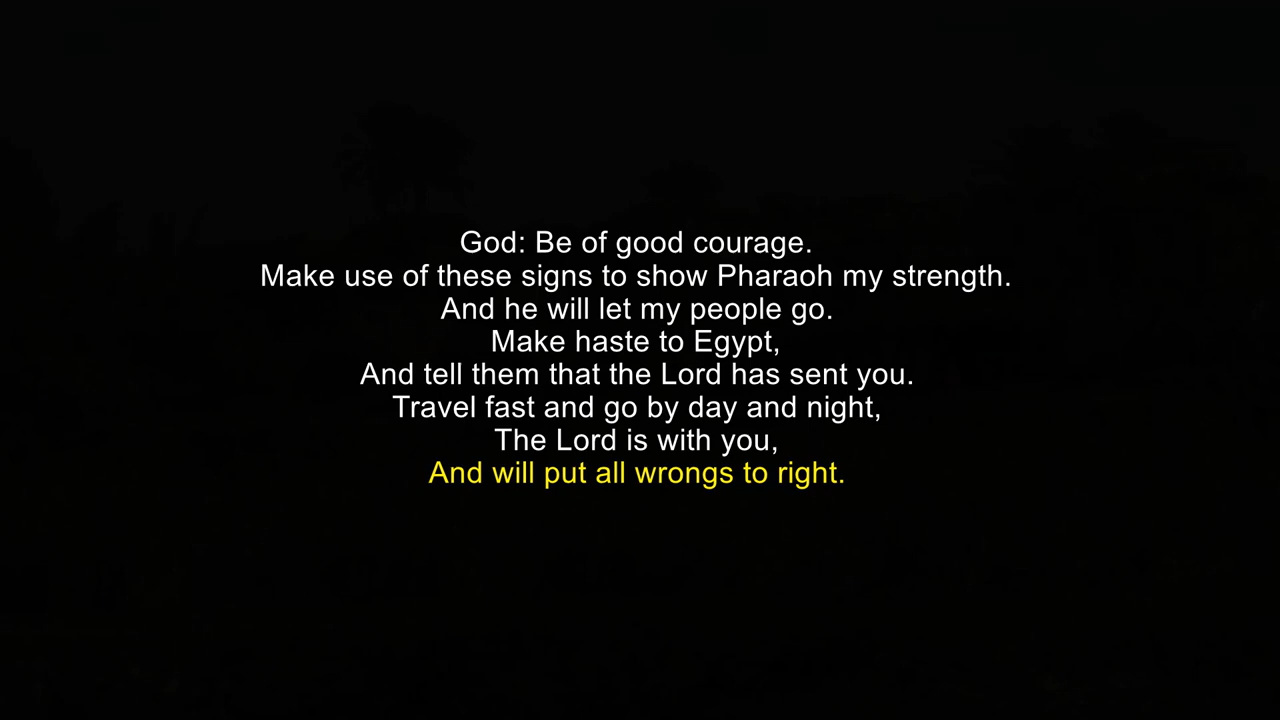 God: Be of good courage.
Make use of these signs to show Pharaoh my strength.
And he will let my people go.
Make haste to Egypt,
And tell them that the Lord has sent you.
Travel fast and go by day and night,
The Lord is with you,
And will put all wrongs to right.